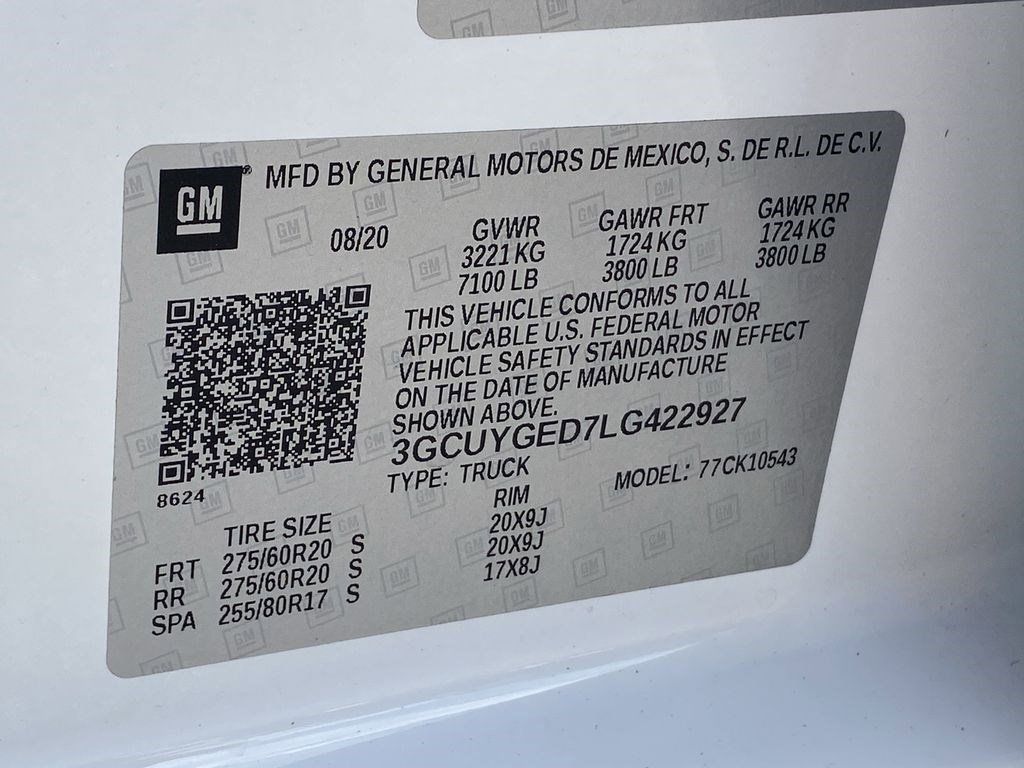 GM® MFD BY GENERAL MOTORS DE MEXICO, S. DE R.L. DE C.V.
08/20 GVWR GAWR FRT GAWR RR
3221 KG 1724 KG 1724 KG
7100 LB 3800 LB 3800 LB
THIS VEHICLE CONFORMS TO ALL
APPLICABLE U.S. FEDERAL MOTOR
VEHICLE SAFETY STANDARDS IN EFFECT
ON THE DATE OF MANUFACTURE
SHOWN ABOVE.
3GCUYGED7LG422927
8624 TYPE: TRUCK MODEL: 77CK10543
TIRE SIZE RIM
FRT 275/60R20 S 20X9J
RR 275/60R20 S 20X9J
SPA 255/80R17 S 17X8J